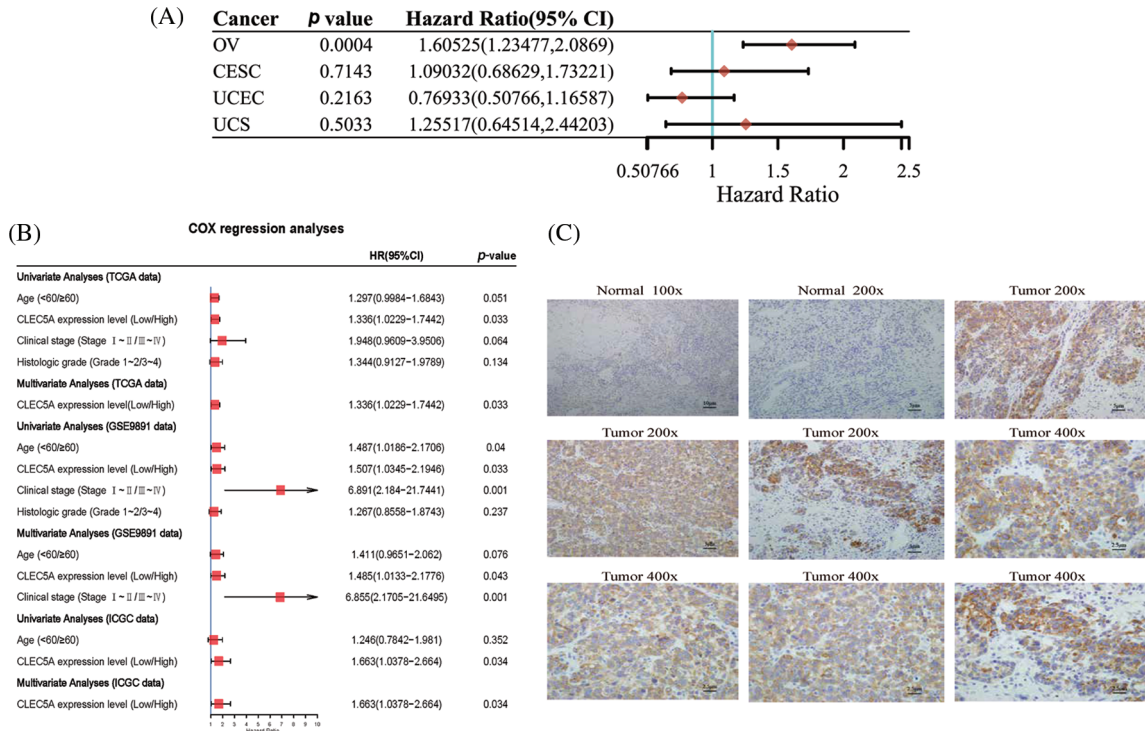 (A)
Cancer p value Hazard Ratio(95% CI)
OV 0.0004 1.60525(1.23477,2.0869)
CESC 0.7143 1.09032(0.68629,1.73221)
UCEC 0.2163 0.76933(0.50766,1.16587)
UCS 0.5033 1.25517(0.64514,2.44203)
0.50766 1 1.5 2 2.5
Hazard Ratio
(B)
COX regression analyses
HR(95%CI) p-value
Univariate Analyses (TCGA data)
Age (<60/≥60) 1.297(0.9984−1.6843) 0.051
CLEC5A expression level (Low/High) 1.336(1.0229−1.7442) 0.033
Clinical stage (Stage Ⅰ~Ⅱ/Ⅲ~Ⅳ) 1.948(0.9609−3.9506) 0.064
Histologic grade (Grade 1~2/3~4) 1.344(0.9127−1.9789) 0.134
Multivariate Analyses (TCGA data)
CLEC5A expression level(Low/High) 1.336(1.0229−1.7442) 0.033
Univariate Analyses (GSE9891 data)
Age (<60/≥60) 1.487(1.0186−2.1706) 0.04
CLEC5A expression level (Low/High) 1.507(1.0345−2.1946) 0.033
Clinical stage (Stage Ⅰ~Ⅱ/Ⅲ~Ⅳ) 6.891(2.184−21.7441) 0.001
Histologic grade (Grade 1~2/3~4) 1.267(0.8558−1.8743) 0.237
Multivariate Analyses (GSE9891 data)
Age (<60/≥60) 1.411(0.9651−2.062) 0.076
CLEC5A expression level (Low/High) 1.485(1.0133−2.1776) 0.043
Clinical stage (Stage Ⅰ~Ⅱ/Ⅲ~Ⅳ) 6.855(2.1705−21.6495) 0.001
Univariate Analyses (ICGC data)
Age (<60/≥60) 1.246(0.7842−1.981) 0.352
CLEC5A expression level (Low/High) 1.663(1.0378−2.664) 0.034
Multivariate Analyses (ICGC data)
CLEC5A expression level (Low/High) 1.663(1.0378−2.664) 0.034
1 2 3 4 5 6 7 8 9 10
Hazard Ratio
(C)
Normal 100x Normal 200x Tumor 200x
Tumor 200x Tumor 200x Tumor 400x
Tumor 400x Tumor 400x Tumor 400x